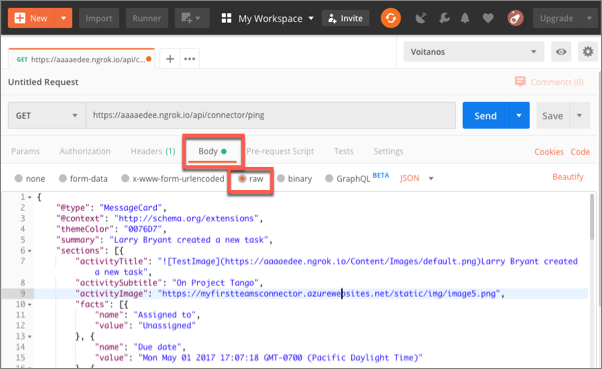 New Import Runner My Workspace Invite Upgrade
GET https://aaaaedee.ngrok.io/api/c... + ••• Voitanos
Untitled Request Comments (0)
GET https://aaaaedee.ngrok.io/api/connector/ping Send Save
Params Authorization Headers (1) Body Pre-request Script Tests Settings Cookies Code
none form-data x-www-form-urlencoded raw binary GraphQL BETA JSON Beautify
1 {
2 "@type": "MessageCard",
3 "@context": "http://schema.org/extensions",
4 "themeColor": "0076D7",
5 "summary": "Larry Bryant created a new task",
6 "sections": [{
7 "activityTitle": "![TestImage](https://aaaaedee.ngrok.io/Content/Images/default.png)Larry Bryant created
a new task",
8 "activitySubtitle": "On Project Tango",
9 "activityImage": "https://myfirstteamsconnector.azurewebsites.net/static/img/image5.png",
10 "facts": [{
11 "name": "Assigned to",
12 "value": "Unassigned"
13 }, {
14 "name": "Due date",
15 "value": "Mon May 01 2017 17:07:18 GMT-0700 (Pacific Daylight Time)"
16 }, {